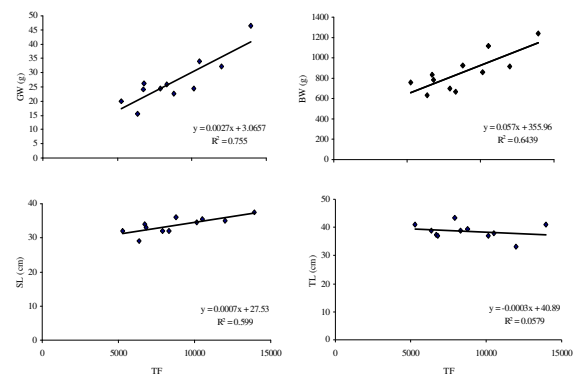 50
45
40
35
30
25
20
15
10
5
0
GW (g)
y = 0.0027x + 3.0657
R² = 0.755
1400
1200
1000
800
600
400
200
0
BW (g)
y = 0.057x + 355.96
R² = 0.6439
40
30
20
10
0
SL (cm)
y = 0.0007x + 27.53
R² = 0.599
0 5000 10000 15000
TF
50
40
30
20
10
0
TL (cm)
y = -0.0003x + 40.89
R² = 0.0579
0 5000 10000 15000
TF